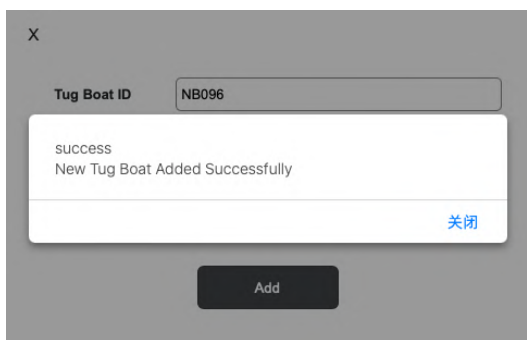 X
Tug Boat ID
NB096
success
New Tug Boat Added Successfully
关闭
Add